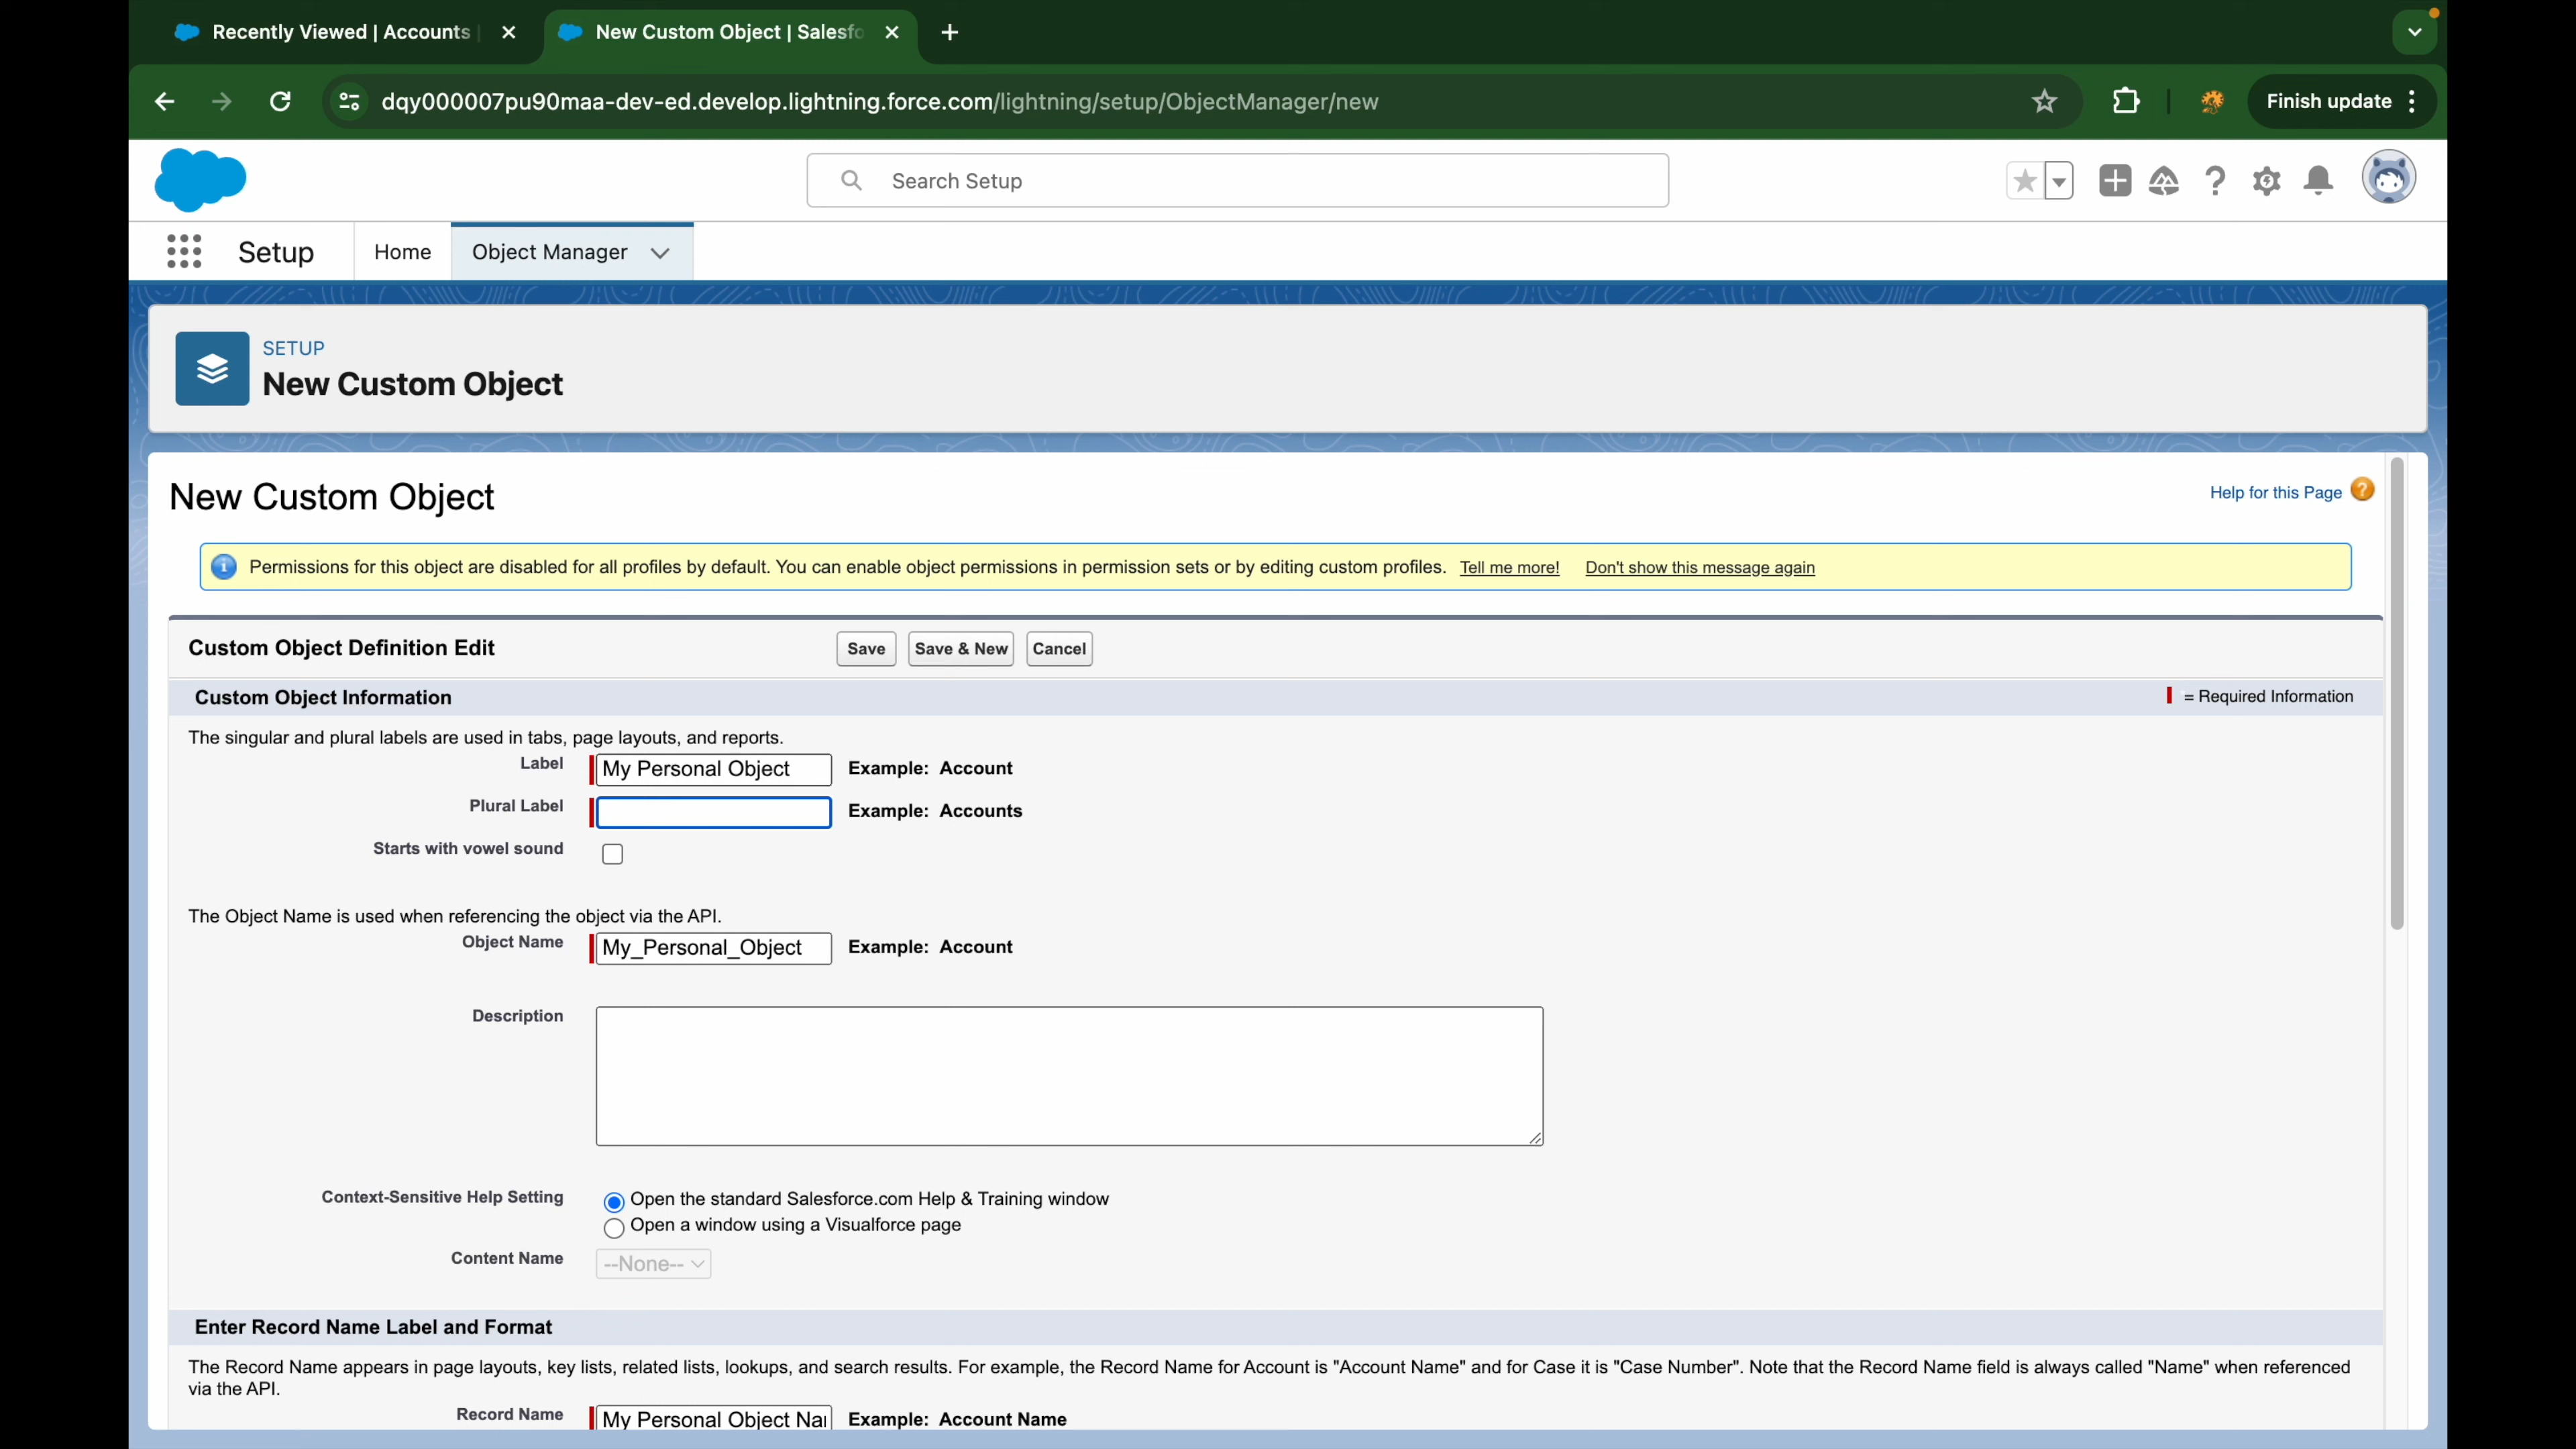 Recently Viewed | Accounts
New Custom Object | Salesfo
dqy000007pu90maa-dev-ed.develop.lightning.force.com/lightning/setup/ObjectManager/new
Finish update
Search Setup
Setup
Home
Object Manager
SETUP
New Custom Object
New Custom Object
Help for this Page
Permissions for this object are disabled for all profiles by default. You can enable object permissions in permission sets or by editing custom profiles. Tell me more! Don't show this message again
Custom Object Definition Edit
Save
Save & New
Cancel
Custom Object Information
= Required Information
The singular and plural labels are used in tabs, page layouts, and reports.
Label
My Personal Object
Example: Account
Plural Label
Example: Accounts
Starts with vowel sound
The Object Name is used when referencing the object via the API.
Object Name
My_Personal_Object
Example: Account
Description
Context-Sensitive Help Setting
Open the standard Salesforce.com Help & Training window
Open a window using a Visualforce page
Content Name
--None--
Enter Record Name Label and Format
The Record Name appears in page layouts, key lists, related lists, lookups, and search results. For example, the Record Name for Account is "Account Name" and for Case it is "Case Number". Note that the Record Name field is always called "Name" when referenced
via the API.
Record Name
My Personal Object Nar
Example: Account Name